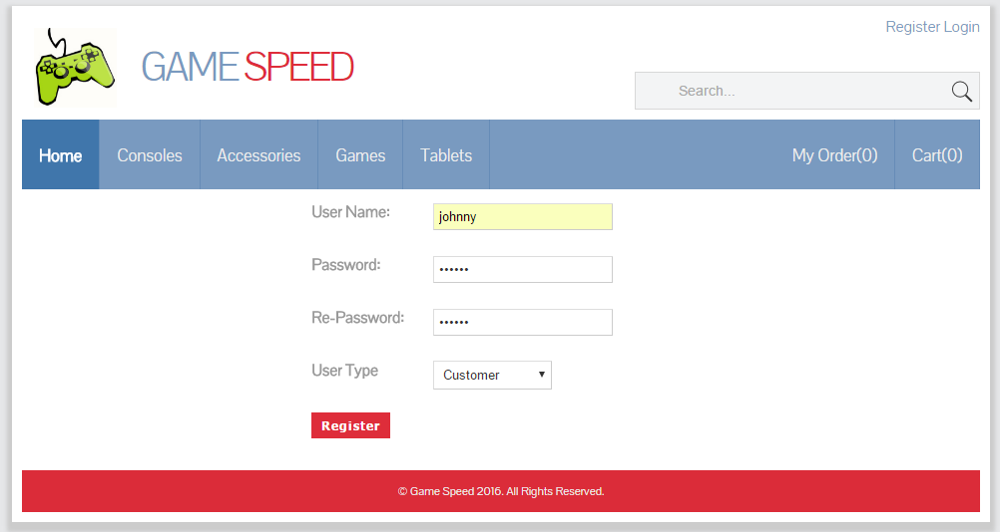 Register Login
GAME SPEED
Search...
Home Consoles Accessories Games Tablets My Order(0) Cart(0)
User Name: johnny
Password: ••••••
Re-Password: ••••••
User Type Customer
Register
© Game Speed 2016. All Rights Reserved.